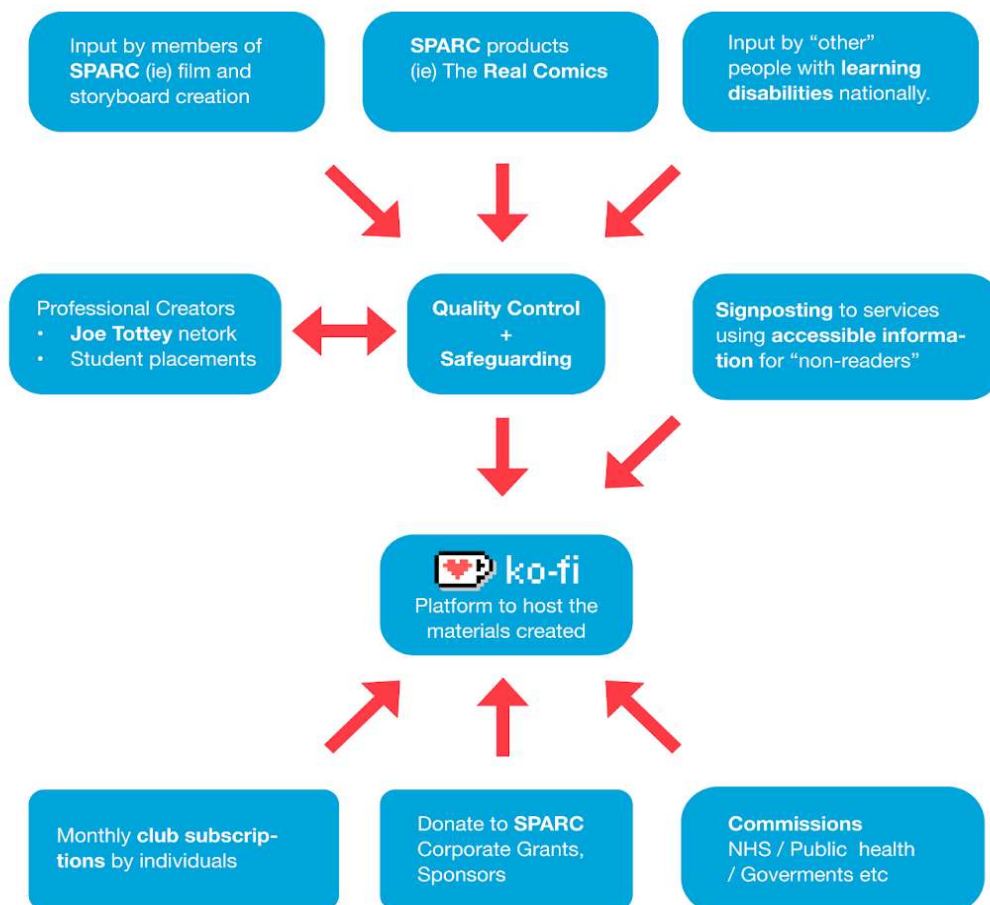 Input by members of
SPARC (ie) film and
storyboard creation
SPARC products
(ie) The Real Comics
Input by “other”
people with learning
disabilities nationally.
Professional Creators
• Joe Tottey netork
• Student placements
Quality Control
+
Safeguarding
Signposting to services
using accessible informa-
tion for “non-readers”
ko-fi
Platform to host the
materials created
Monthly club subscrip-
tions by individuals
Donate to SPARC
Corporate Grants,
Sponsors
Commissions
NHS / Public health
/ Goverments etc